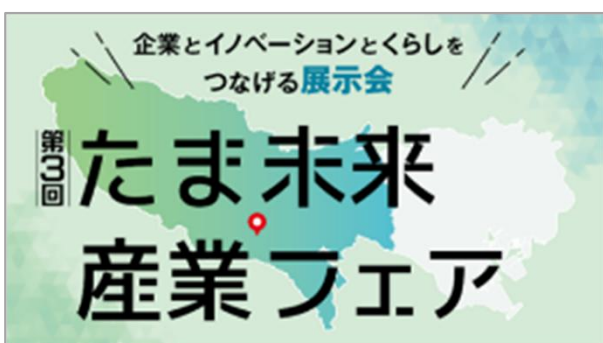 企業とイノベーションとくらしを
つなげる展示会
第3回
たま未来
産業フェア